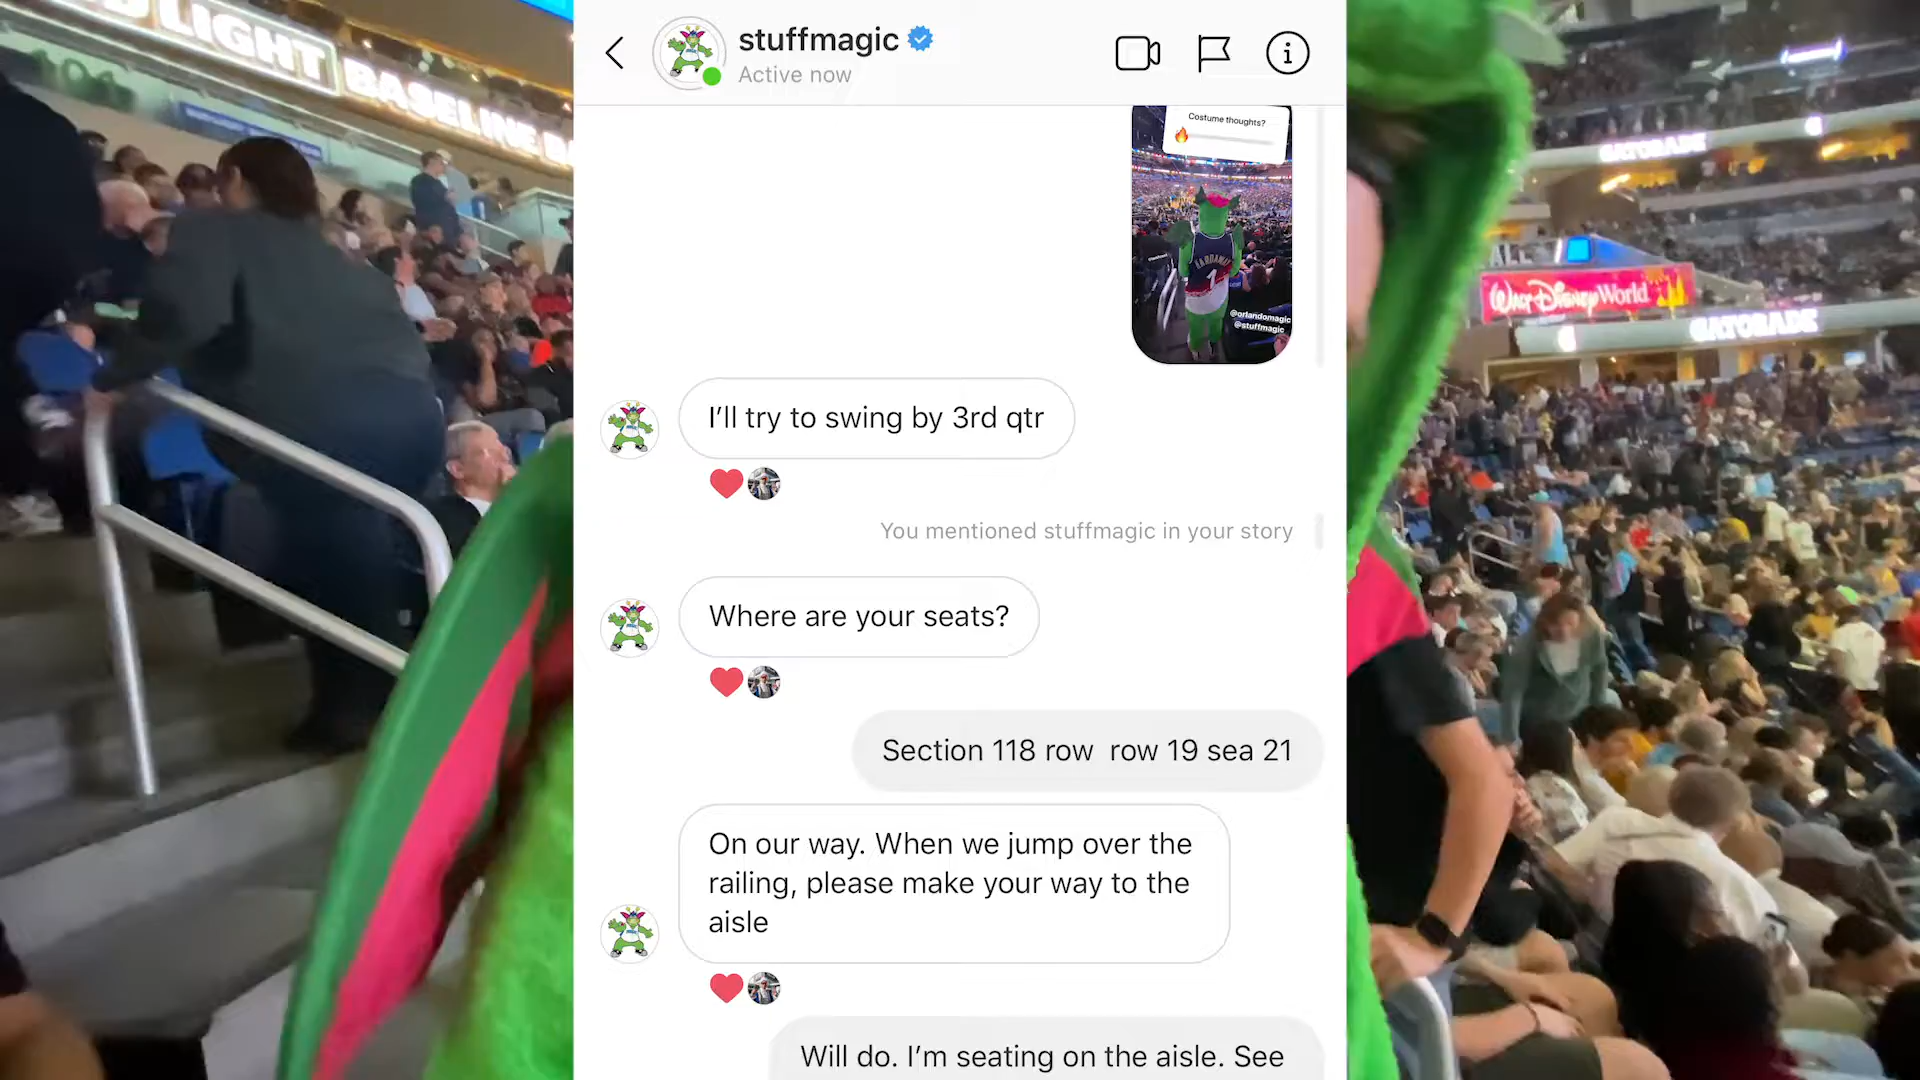 stuffmagic
Active now
Costume thoughts?
@orlandomagic
@stuffmagic
I'll try to swing by 3rd qtr
You mentioned stuffmagic in your story
Where are your seats?
Section 118 row  row 19 sea 21
On our way. When we jump over the
railing, please make your way to the
aisle
Will do. I'm seating on the aisle. See
LIGHT
BASELINE
GATORADE
Walt Disney World
GATORADE